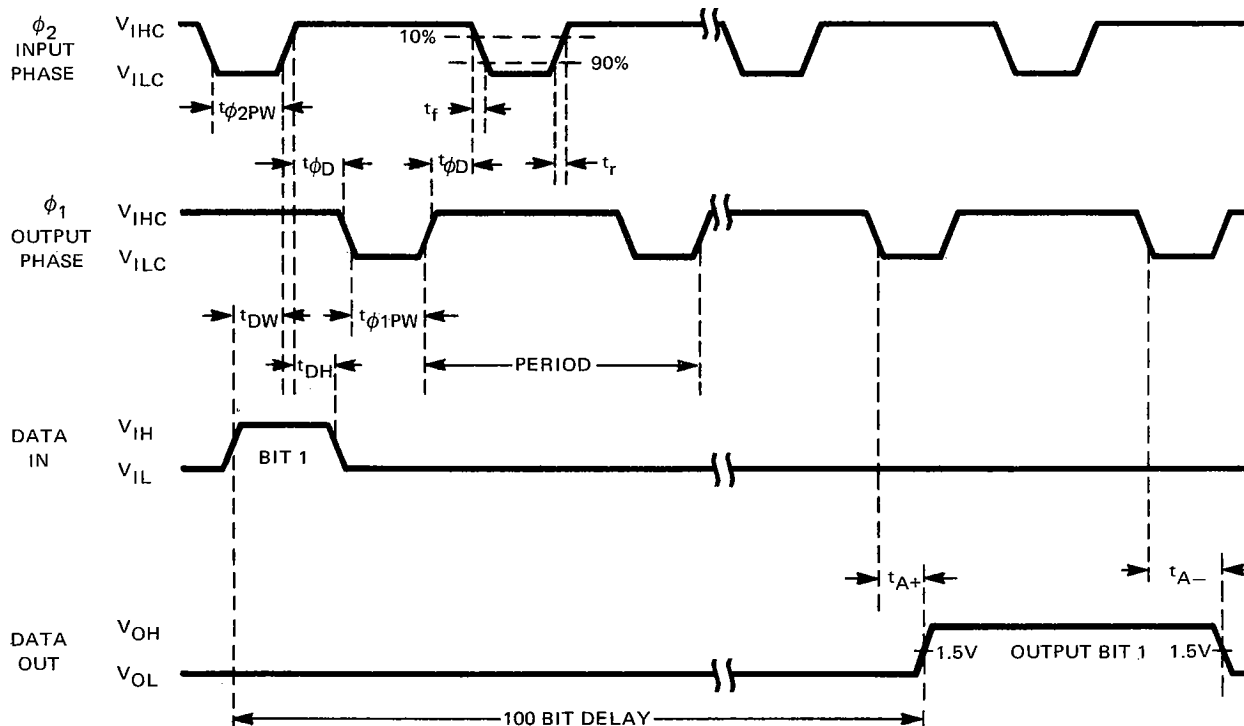 ϕ2
INPUT
PHASE
VIHC
VILC
10%
90%
tϕ2PW
tf
tϕD
tϕD
tr
ϕ1
OUTPUT
PHASE
VIHC
VILC
tDW
tϕ1PW
tDH
PERIOD
DATA
IN
VIH
VIL
BIT 1
tA+
tA−
DATA
OUT
VOH
VOL
1.5V
OUTPUT BIT 1
1.5V
100 BIT DELAY